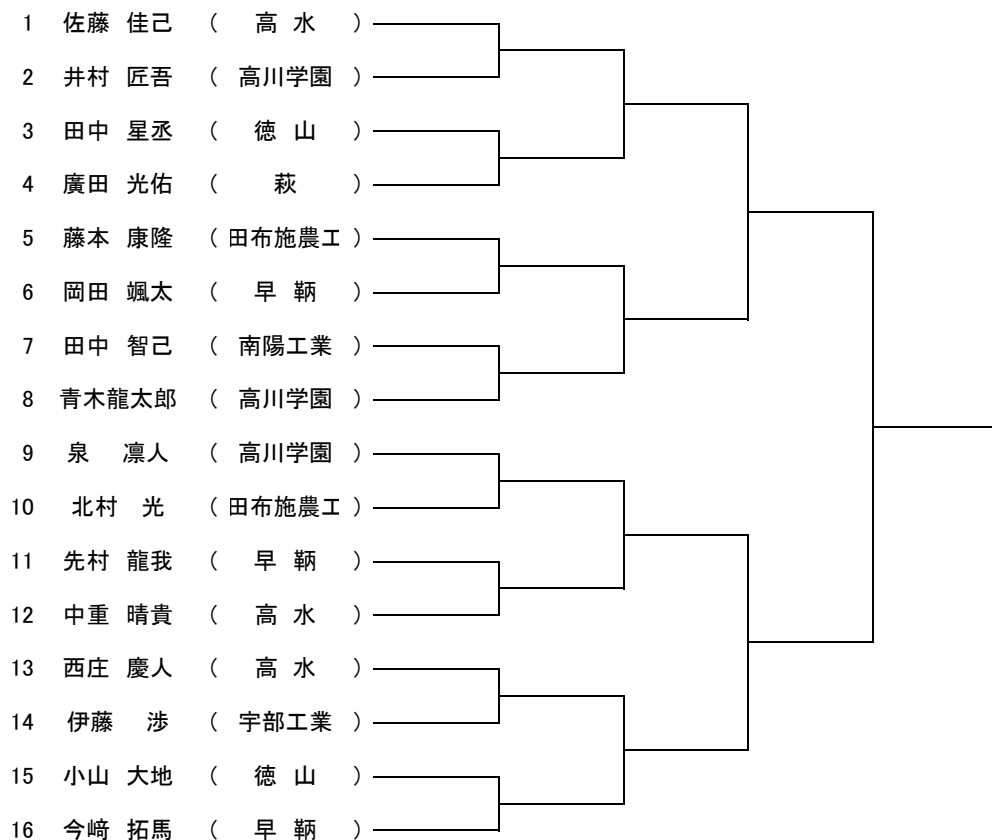 1 佐藤 佳己 ( 高 水 )
2 井村 匠吾 ( 高川学園 )
3 田中 星丞 ( 徳 山 )
4 廣田 光佑 ( 萩 )
5 藤本 康隆 ( 田布施農工 )
6 岡田 颯太 ( 早 鞆 )
7 田中 智己 ( 南陽工業 )
8 青木龍太郎 ( 高川学園 )
9 泉 凛人 ( 高川学園 )
10 北村 光 ( 田布施農工 )
11 先村 龍我 ( 早 鞆 )
12 中重 晴貴 ( 高 水 )
13 西庄 慶人 ( 高 水 )
14 伊藤 渉 ( 宇部工業 )
15 小山 大地 ( 徳 山 )
16 今﨑 拓馬 ( 早 鞆 )